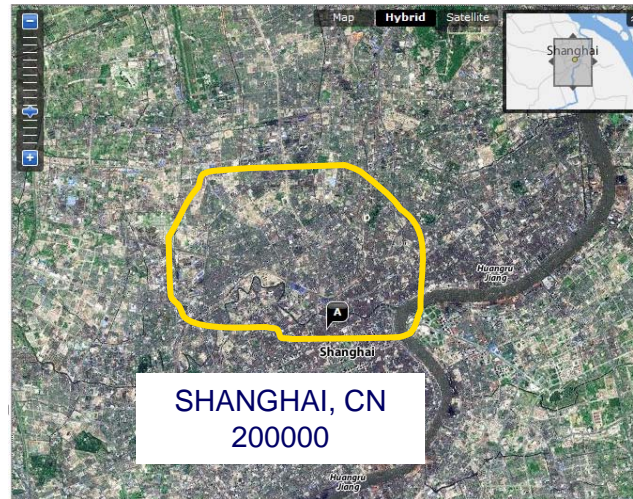 Map Hybrid Satellite
Shanghai
Huangru
Jiang
A
Shanghai
SHANGHAI, CN
200000
Huangru
Jiang